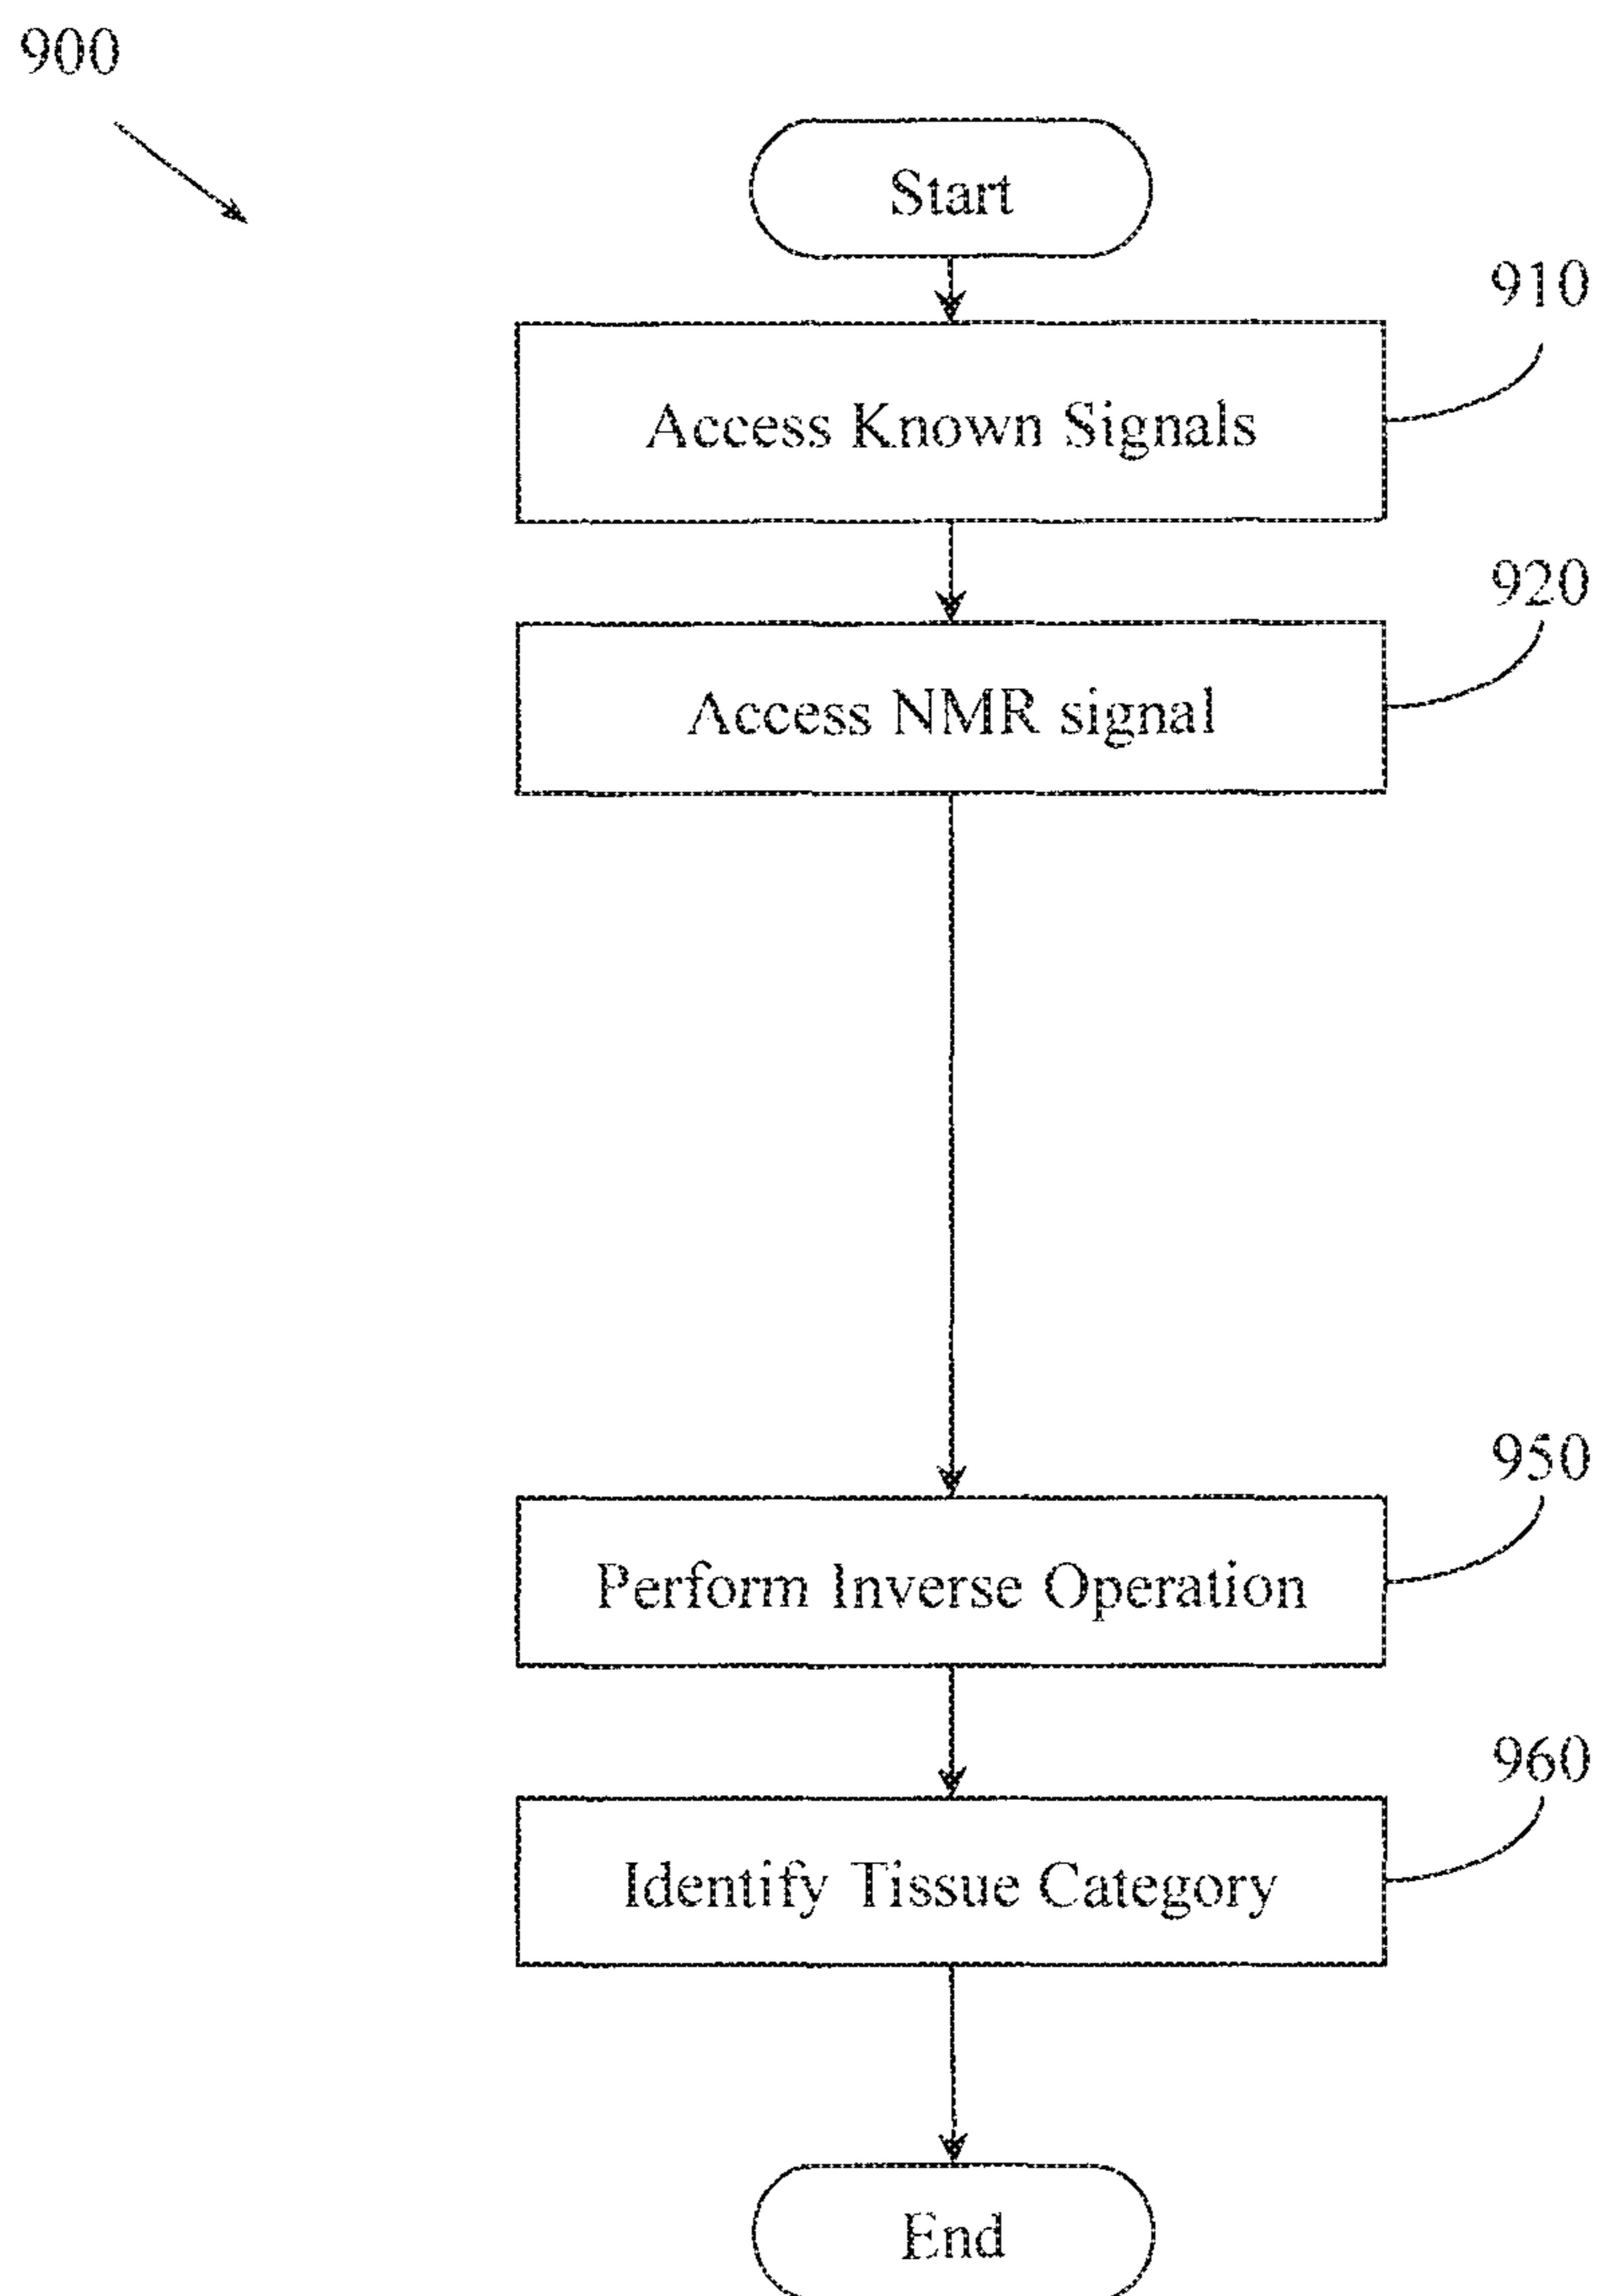 900
Start
910
Access Known Signals
920
Access NMR signal
950
Perform Inverse Operation
960
Identify Tissue Category
End